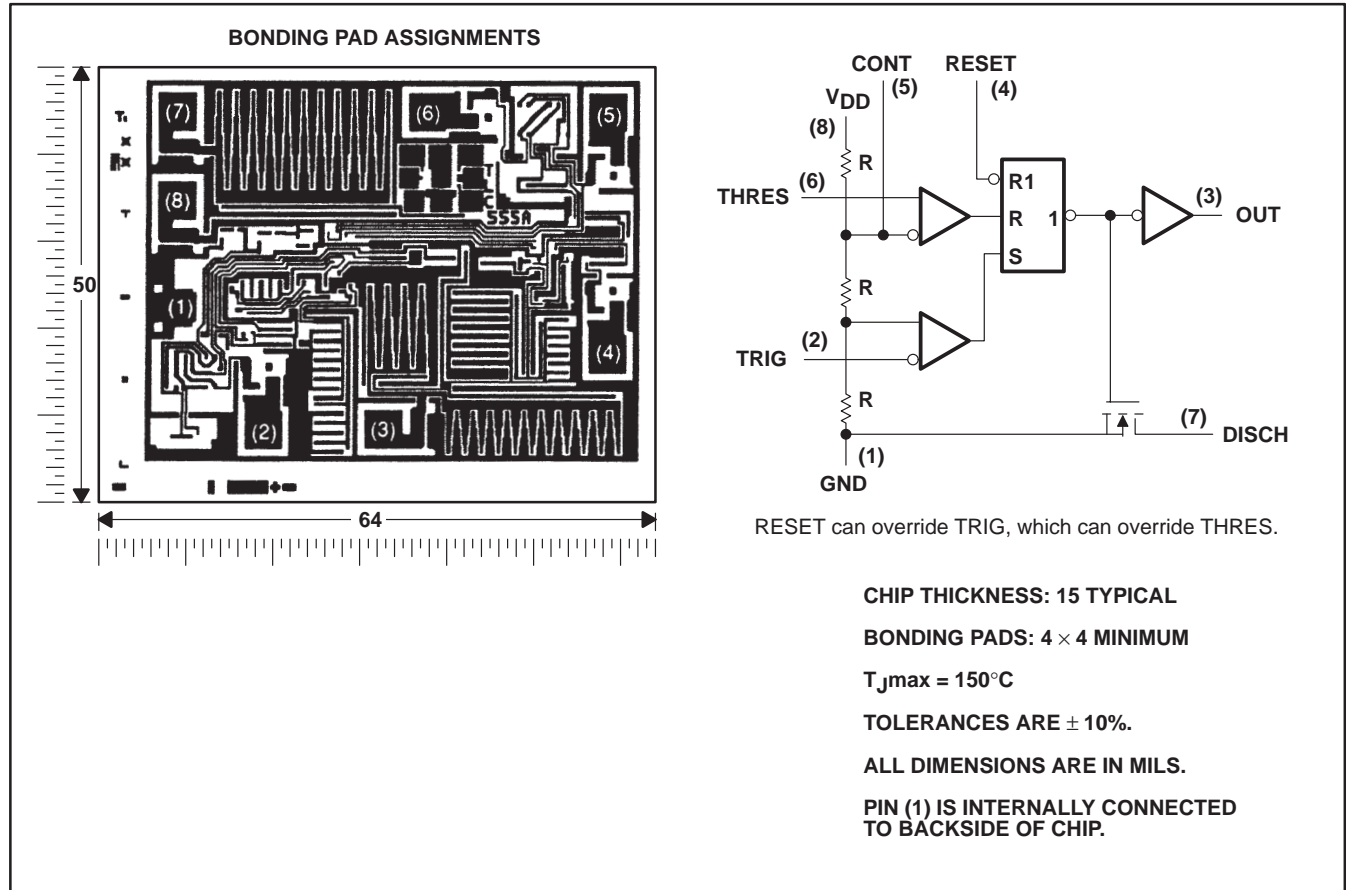 BONDING PAD ASSIGNMENTS
(7)
(6)
(5)
(8)
T
C
555A
50
(1)
(4)
(2)
(3)
64
CONT
(5)
RESET
(4)
VDD
(8)
R
THRES
(6)
R1
R
1
S
(3)
OUT
R
TRIG
(2)
R
(7)
DISCH
(1)
GND
RESET can override TRIG, which can override THRES.
CHIP THICKNESS: 15 TYPICAL
BONDING PADS: 4 × 4 MINIMUM
TJmax = 150°C
TOLERANCES ARE ± 10%.
ALL DIMENSIONS ARE IN MILS.
PIN (1) IS INTERNALLY CONNECTED
TO BACKSIDE OF CHIP.